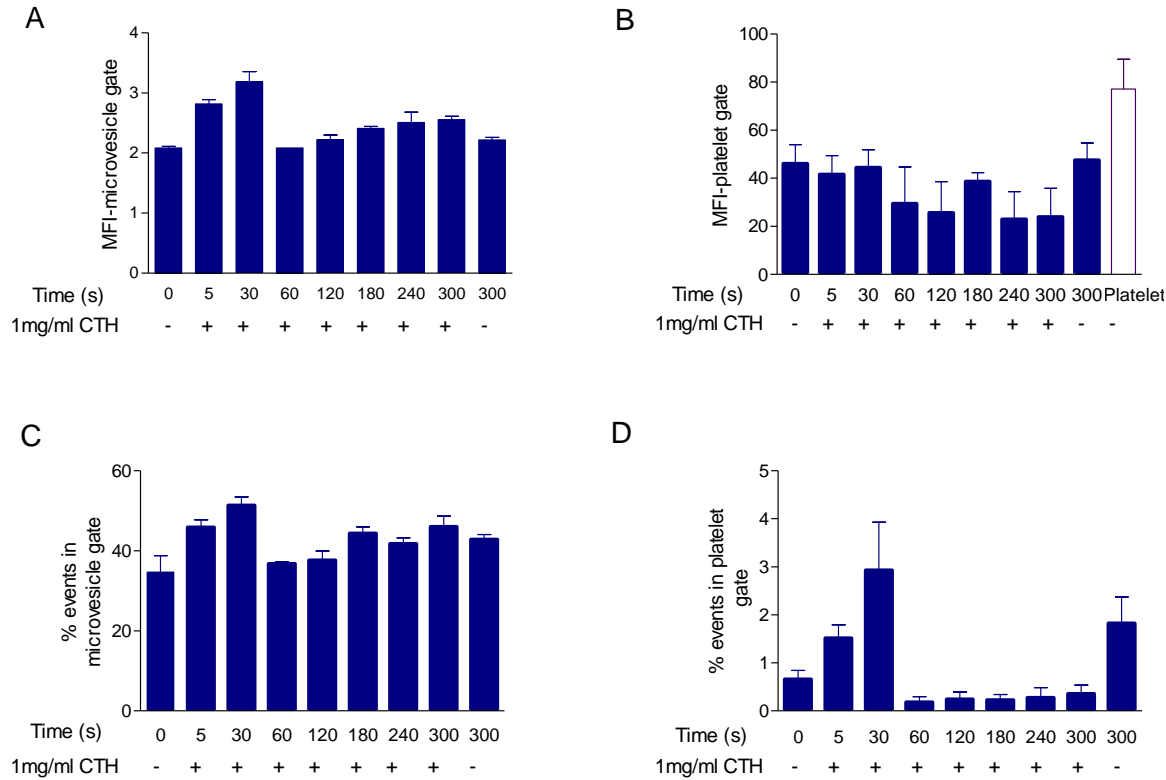 A
MFI-microvesicle gate
4
3
2
1
0
Time (s) 0 5 30 60 120 180 240 300 300
1mg/ml CTH - + + + + + + + -
B
MFI-platelet gate
100
80
60
40
20
0
Time (s) 0 5 30 60 120 180 240 300 300 Platelet
1mg/ml CTH - + + + + + + + - -
C
% events in
microvesicle gate
60
40
20
0
Time (s) 0 5 30 60 120 180 240 300 300
1mg/ml CTH - + + + + + + + -
D
% events in platelet
gate
5
4
3
2
1
0
Time (s) 0 5 30 60 120 180 240 300 300
1mg/ml CTH - + + + + + + + -